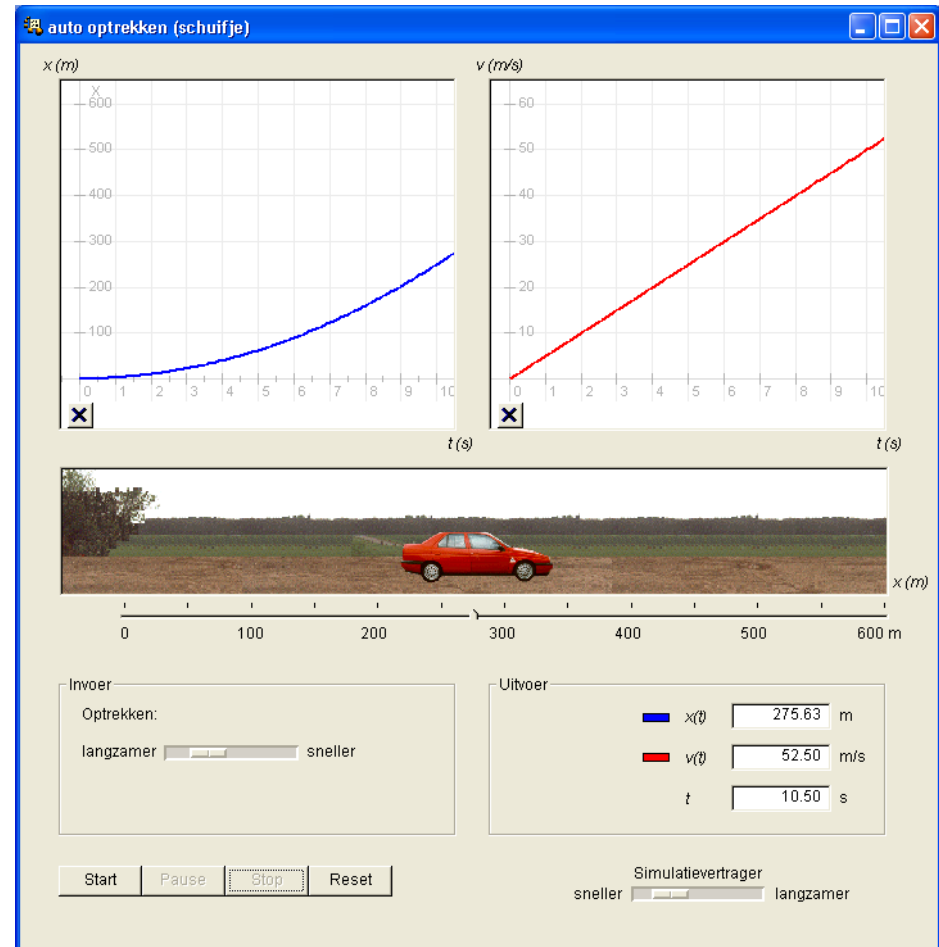 auto optrekken (schuifje)
x (m)
v (m/s)
X
600
500
400
300
200
100
0 1 2 3 4 5 6 7 8 9 10
t (s)
60
50
40
30
20
10
0 1 2 3 4 5 6 7 8 9 10
t (s)
x (m)
0 100 200 300 400 500 600 m
Invoer
Optrekken:
langzamer sneller
Uitvoer
x(t) 275.63 m
v(t) 52.50 m/s
t 10.50 s
Start Pause Stop Reset
Simulatievertrager
sneller langzamer